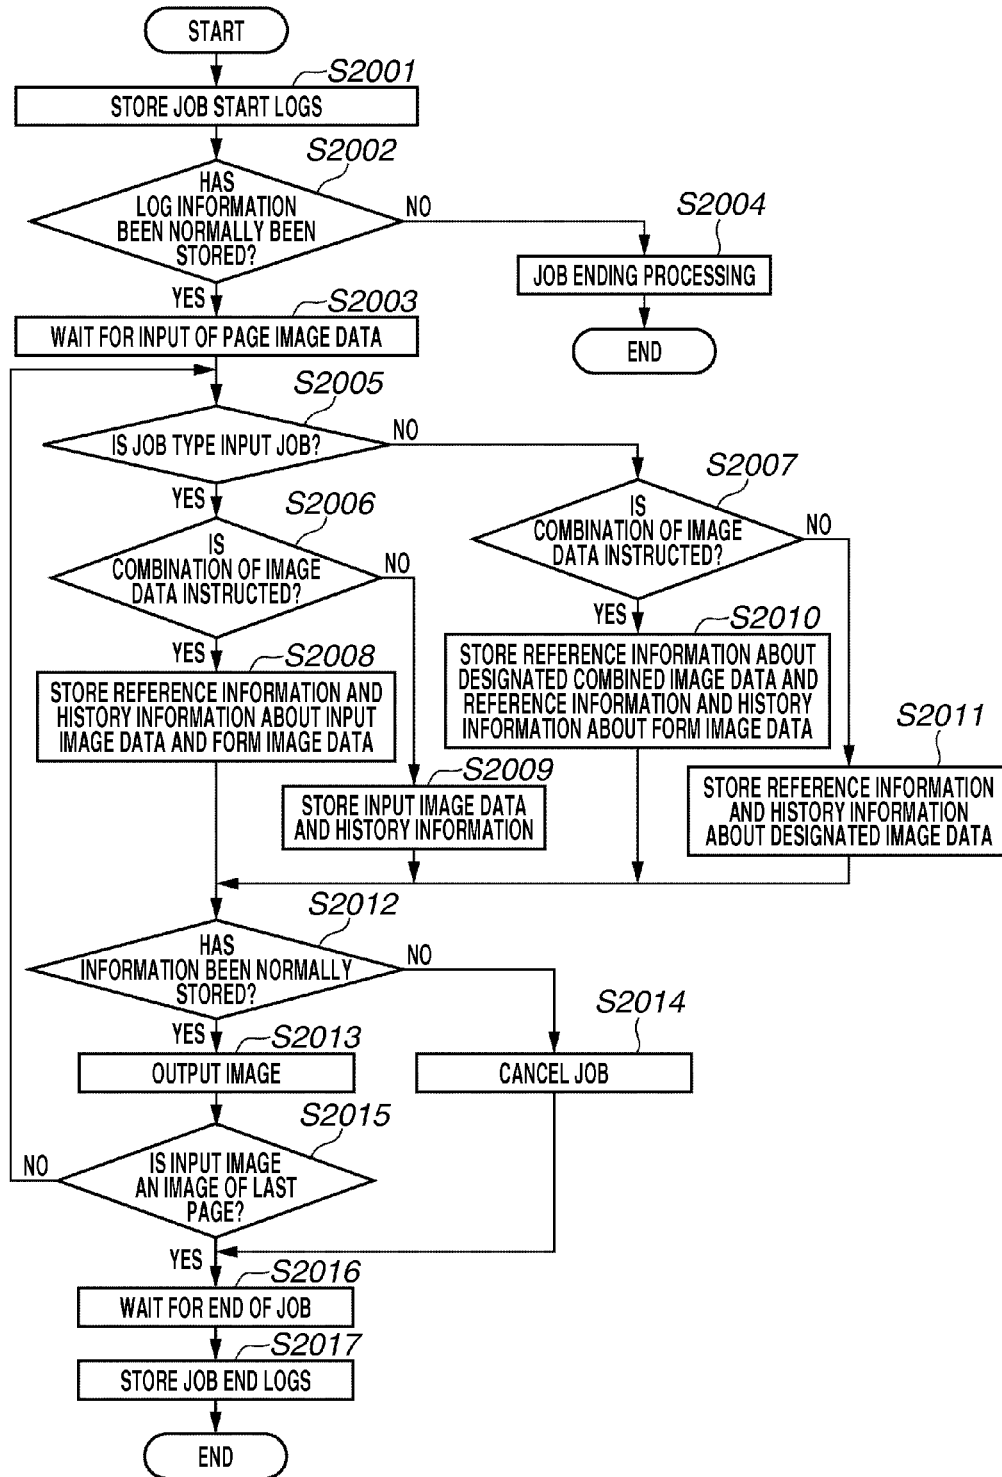 START
S2001
STORE JOB START LOGS
S2002
HAS
LOG INFORMATION
BEEN NORMALLY BEEN
STORED?
NO
S2004
JOB ENDING PROCESSING
END
YES
S2003
WAIT FOR INPUT OF PAGE IMAGE DATA
S2005
IS JOB TYPE INPUT JOB?
NO
YES
S2006
IS
COMBINATION OF IMAGE
DATA INSTRUCTED?
NO
S2007
IS
COMBINATION OF IMAGE
DATA INSTRUCTED?
NO
YES
S2008
STORE REFERENCE INFORMATION AND
HISTORY INFORMATION ABOUT INPUT
IMAGE DATA AND FORM IMAGE DATA
YES
S2010
STORE REFERENCE INFORMATION ABOUT
DESIGNATED COMBINED IMAGE DATA AND
REFERENCE INFORMATION AND HISTORY
INFORMATION ABOUT FORM IMAGE DATA
S2009
STORE INPUT IMAGE DATA
AND HISTORY INFORMATION
S2011
STORE REFERENCE INFORMATION
AND HISTORY INFORMATION
ABOUT DESIGNATED IMAGE DATA
S2012
HAS
INFORMATION BEEN NORMALLY
STORED?
NO
YES
S2013
OUTPUT IMAGE
S2014
CANCEL JOB
S2015
IS INPUT IMAGE
AN IMAGE OF LAST
PAGE?
NO
YES
S2016
WAIT FOR END OF JOB
S2017
STORE JOB END LOGS
END